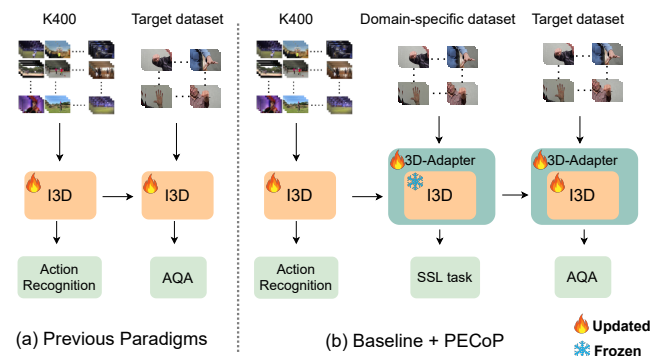 K400
Target dataset
I3D
I3D
Action
Recognition
AQA
(a) Previous Paradigms
K400
Domain-specific dataset
Target dataset
3D-Adapter
3D-Adapter
I3D
I3D
I3D
Action
Recognition
SSL task
AQA
(b) Baseline + PECoP
Updated
Frozen